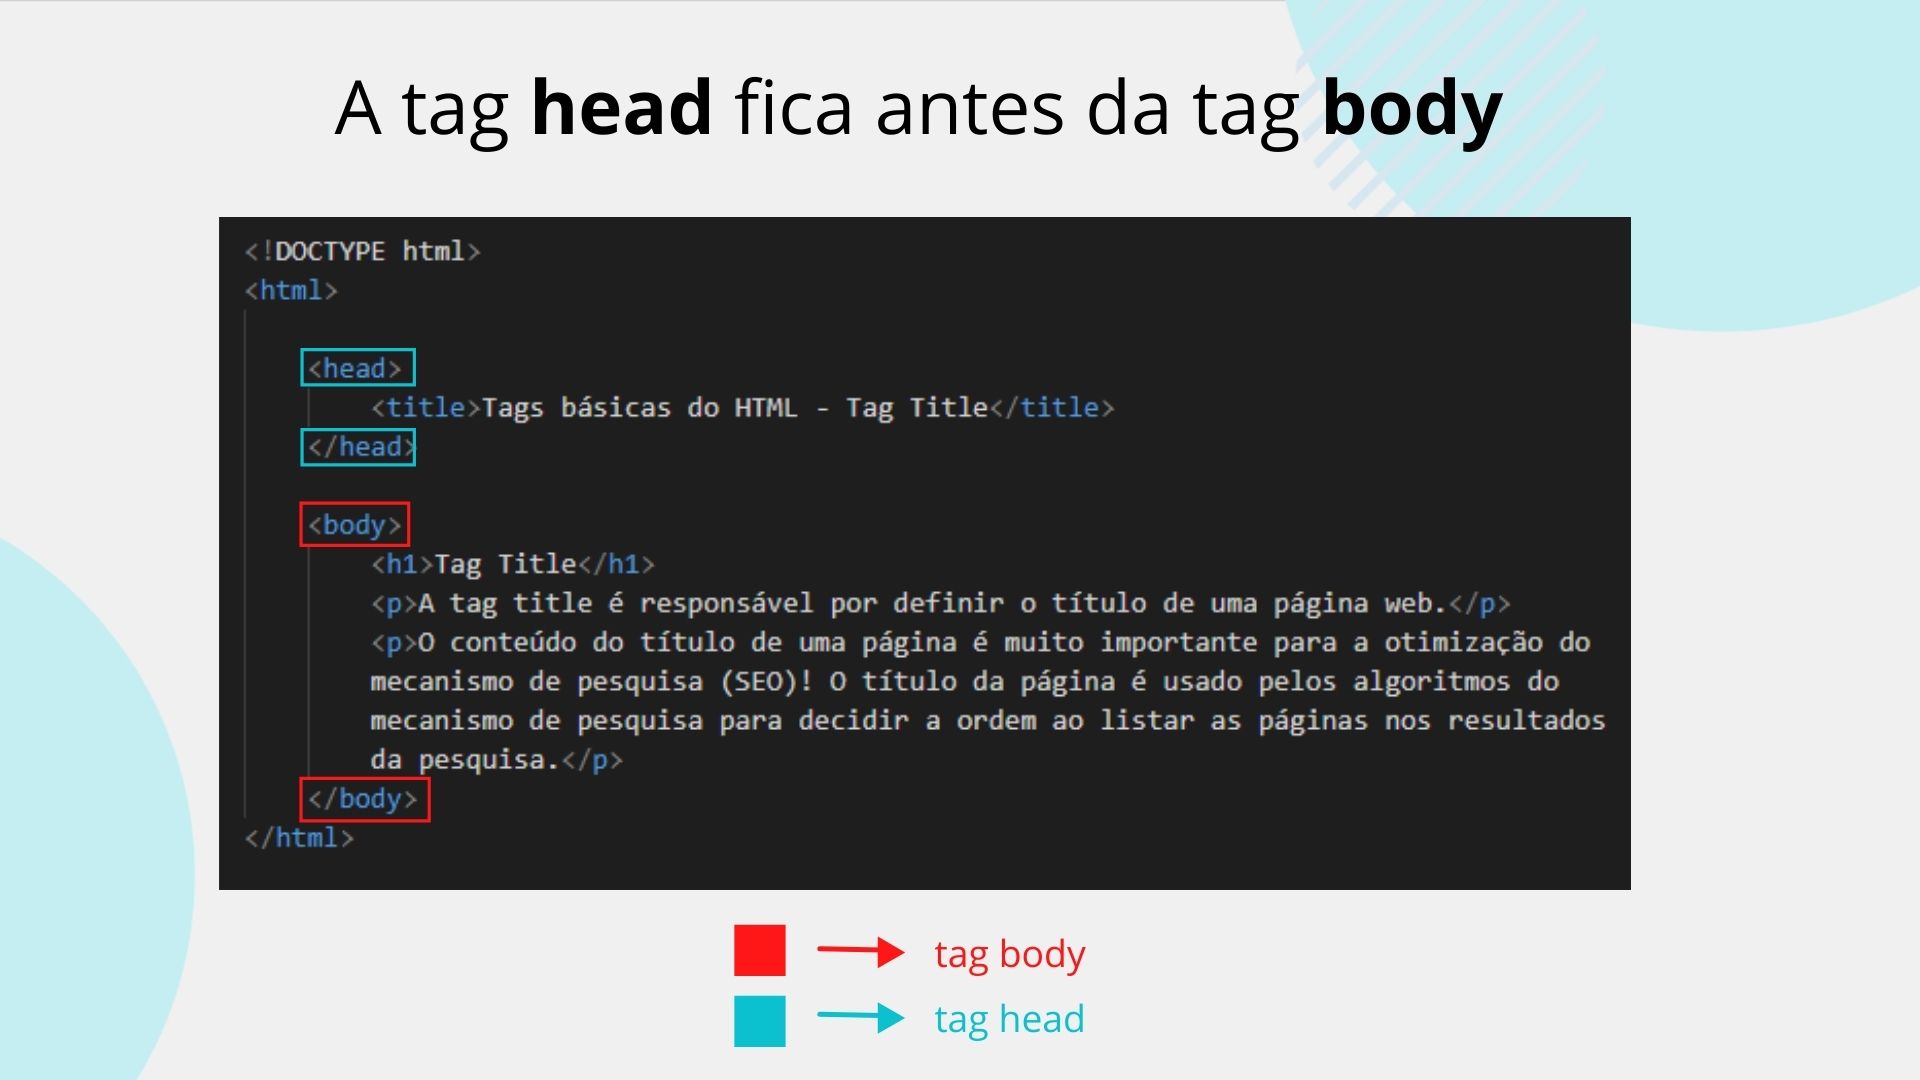 A tag head fica antes da tag body
<!DOCTYPE html>
<html>
<head>
<title>Tags básicas do HTML - Tag Title</title>
</head>
<body>
<h1>Tag Title</h1>
<p>A tag title é responsável por definir o título de uma página web.</p>
<p>O conteúdo do título de uma página é muito importante para a otimização do
mecanismo de pesquisa (SEO)! O título da página é usado pelos algoritmos do
mecanismo de pesquisa para decidir a ordem ao listar as páginas nos resultados
da pesquisa.</p>
</body>
</html>
tag body
tag head